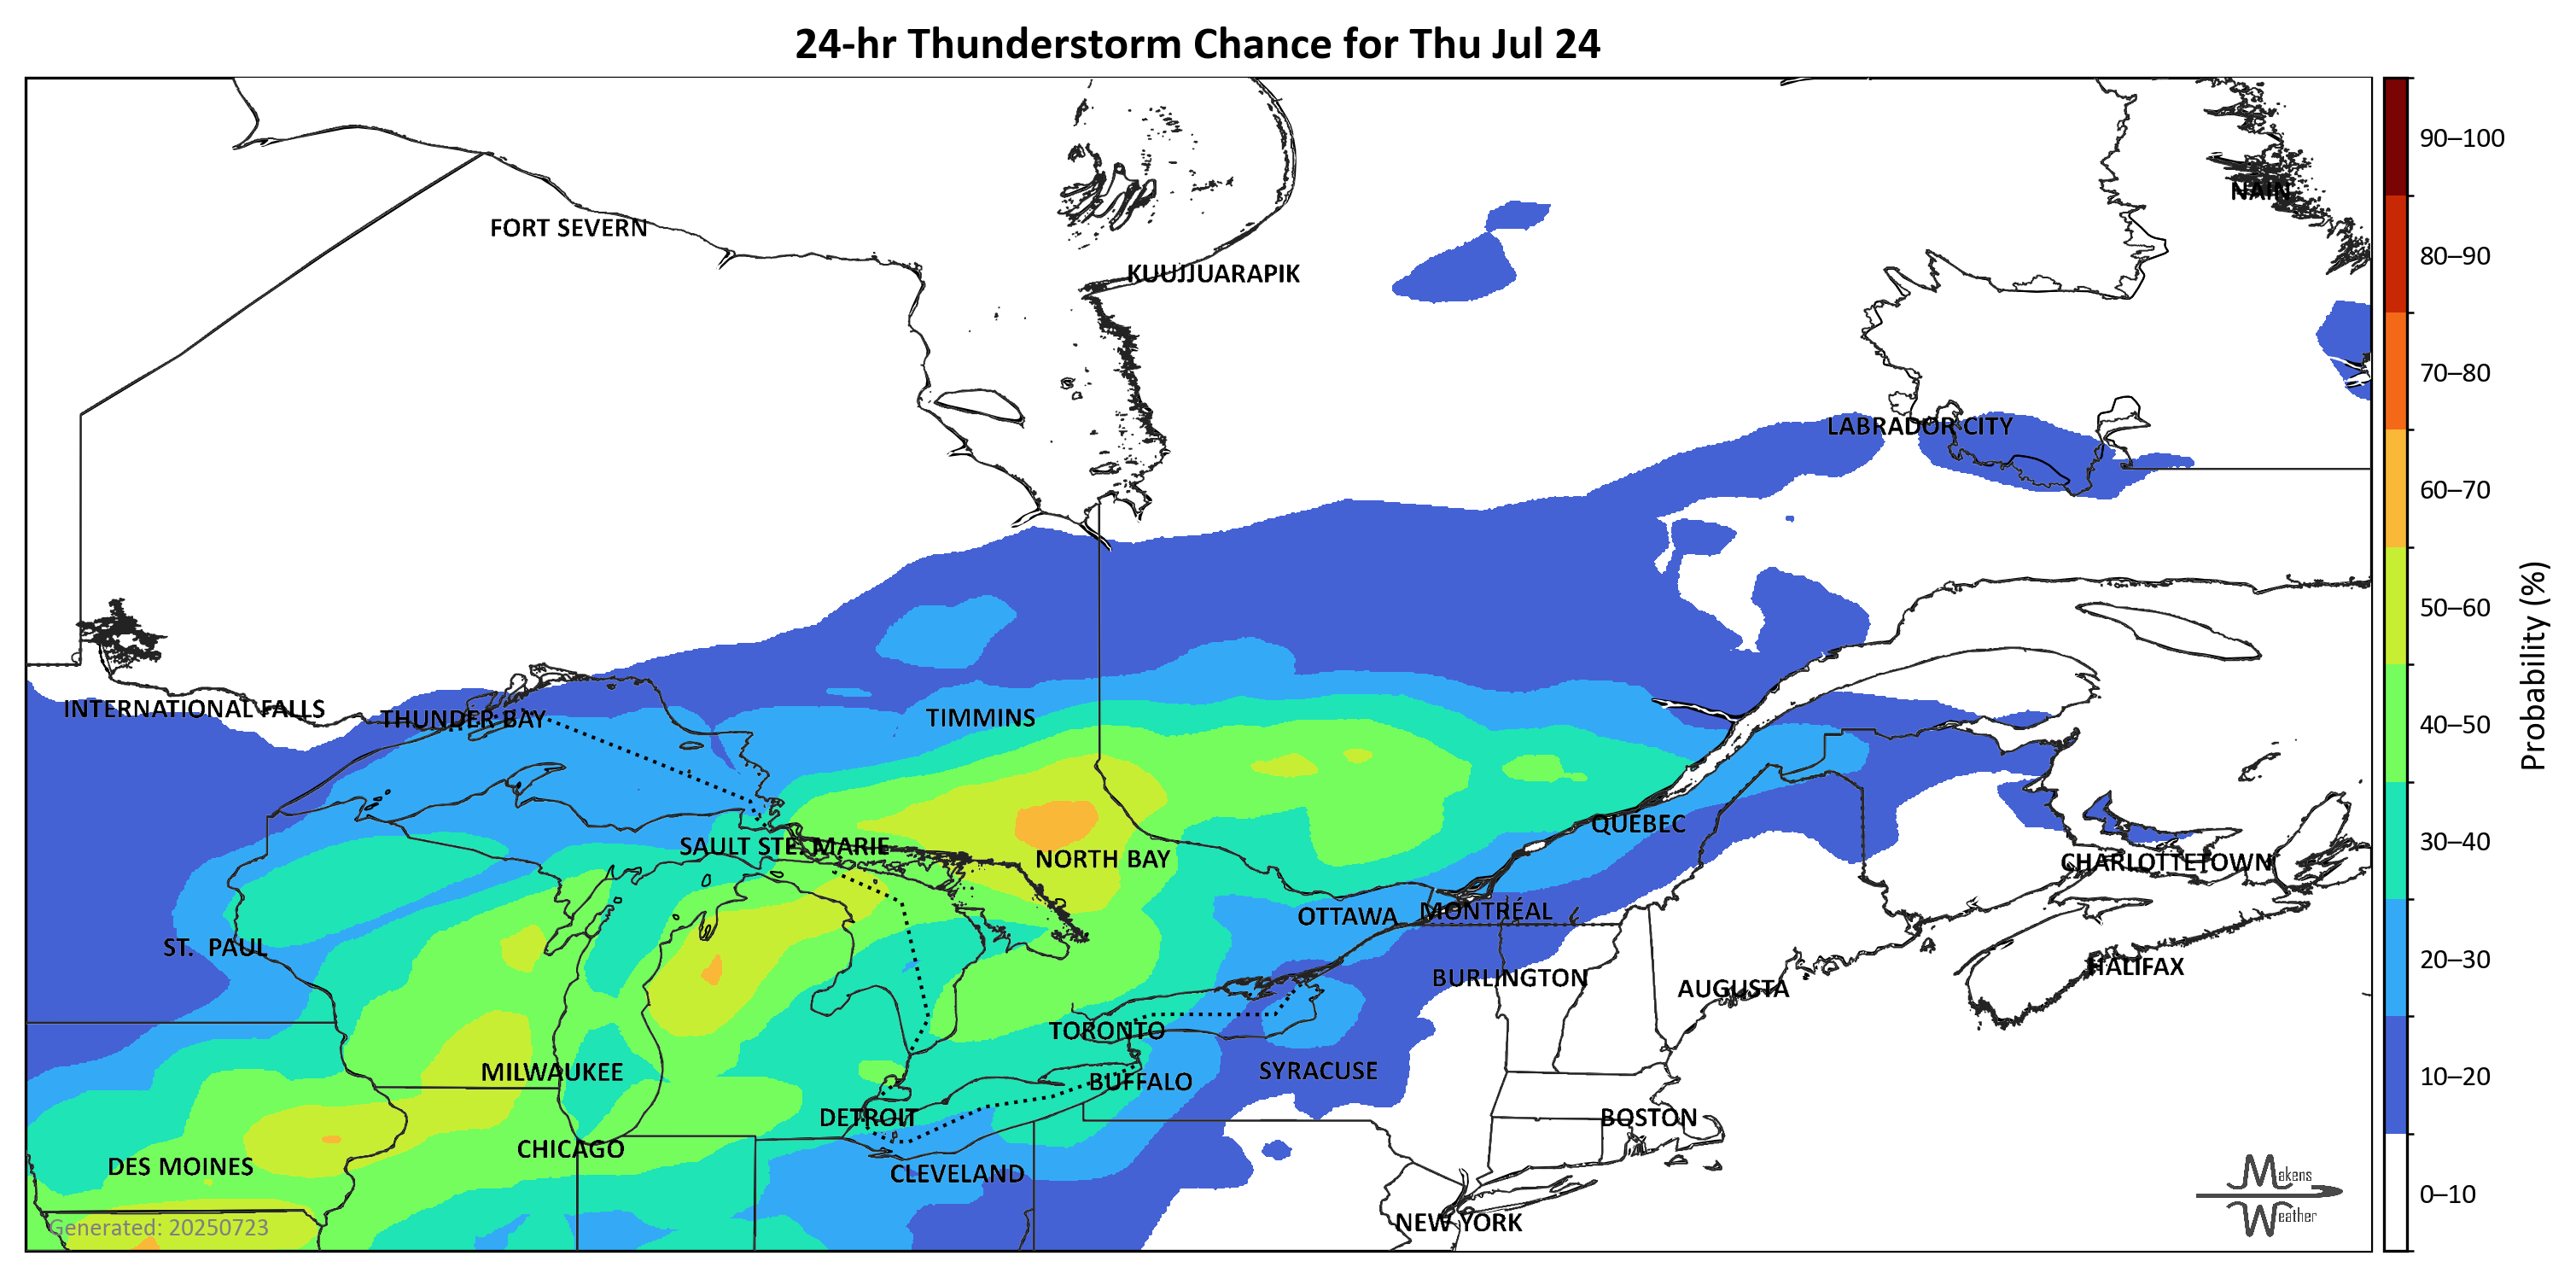 24-hr Thunderstorm Chance for Thu Jul 24
90–100
NAIN
FORT SEVERN
80–90
KUUJJUARAPIK
70–80
LABRADOR CITY
60–70
50–60
Probability (%)
INTERNATIONAL FALLS
THUNDER BAY
TIMMINS
40–50
QUEBEC
SAULT STE. MARIE
NORTH BAY
30–40
CHARLOTTETOWN
OTTAWA
MONTRÉAL
ST. PAUL
20–30
HALIFAX
BURLINGTON
AUGUSTA
TORONTO
MILWAUKEE
SYRACUSE
BUFFALO
10–20
DETROIT
BOSTON
CHICAGO
DES MOINES
CLEVELAND
Makens
0–10
Weather
Generated: 20250723
NEW YORK